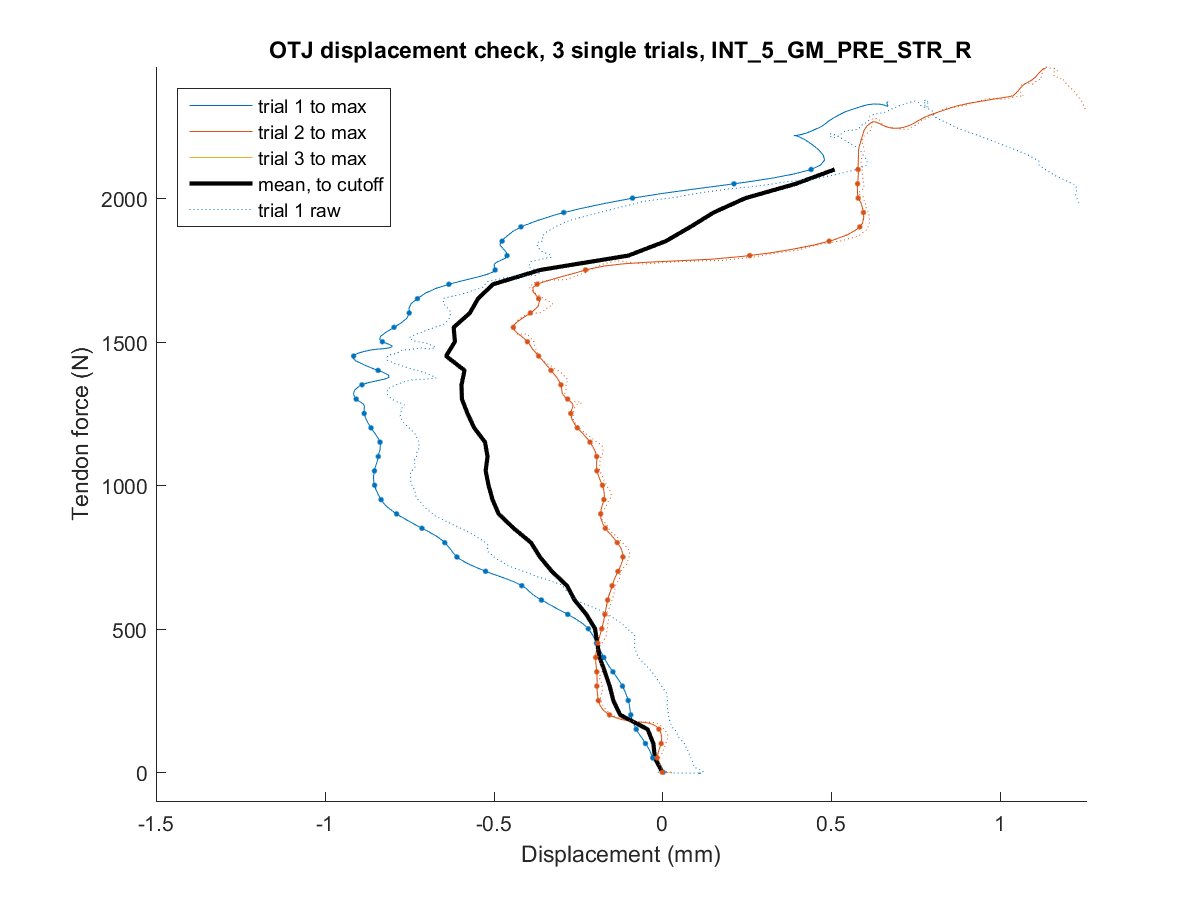 OTJ displacement check, 3 single trials, INT_5_GM_PRE_STR_R
trial 1 to max
trial 2 to max
trial 3 to max
mean, to cutoff
trial 1 raw
2000
1500
1000
500
0
Tendon force (N)
-1.5
-1
-0.5
0
0.5
1
Displacement (mm)